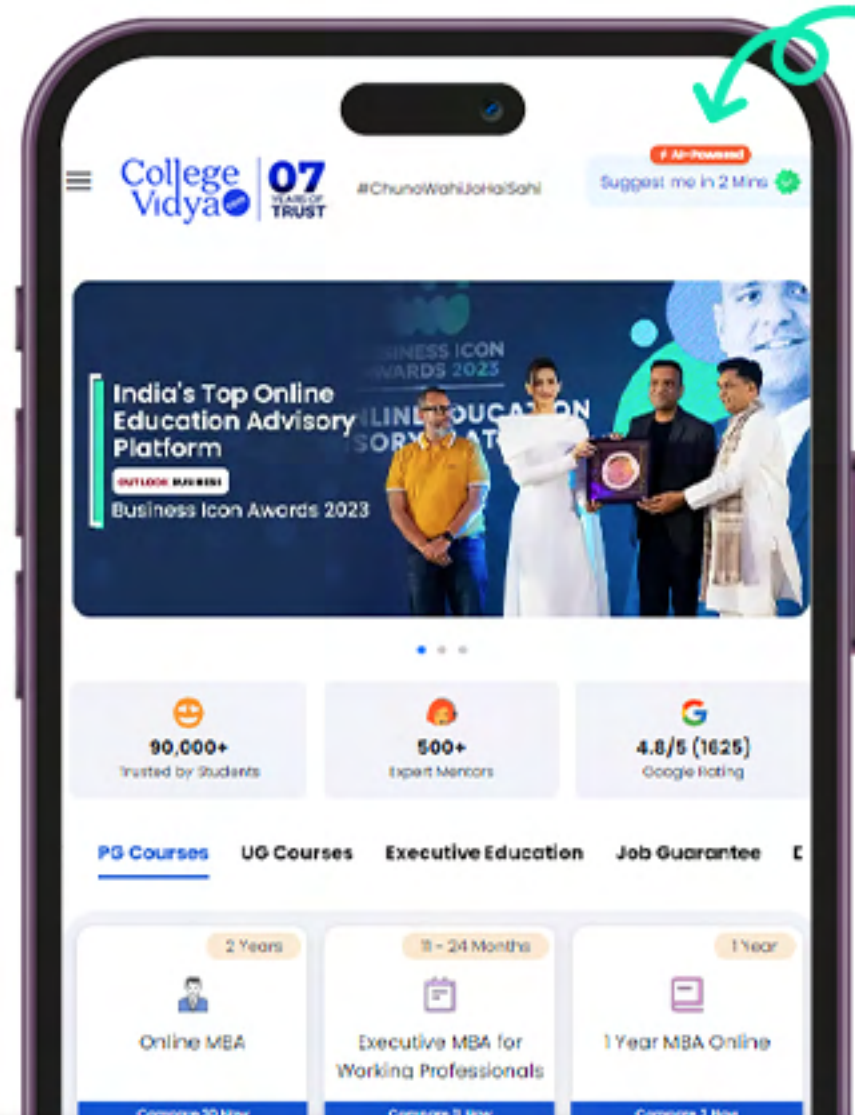 College
Vidya
07
YEARS OF
TRUST
#ChunoWahiJoHaiSahi
AI-Powered
Suggest me in 2 Mins
BUSINESS ICON
AWARDS 2023
India's Top Online
Education Advisory
Platform
OUTLOOK BUSINESS
Business Icon Awards 2023
90,000+
Trusted by Students
500+
Expert Mentors
4.8/5 (1625)
Google Rating
PG Courses
UG Courses
Executive Education
Job Guarantee
2 Years
Online MBA
11 - 24 Months
Executive MBA for
Working Professionals
1 Year
1 Year MBA Online